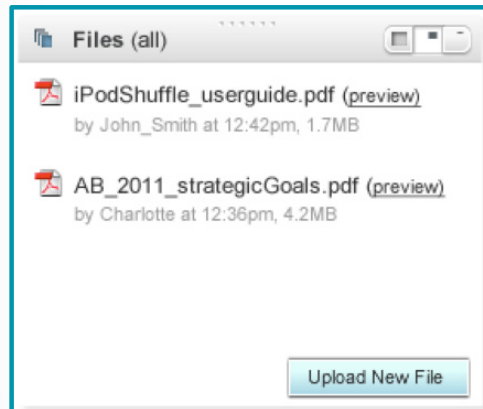 Files (all)
iPodShuffle_userguide.pdf (preview)
by John_Smith at 12:42pm, 1.7MB
AB_2011_strategicGoals.pdf (preview)
by Charlotte at 12:36pm, 4.2MB
Upload New File